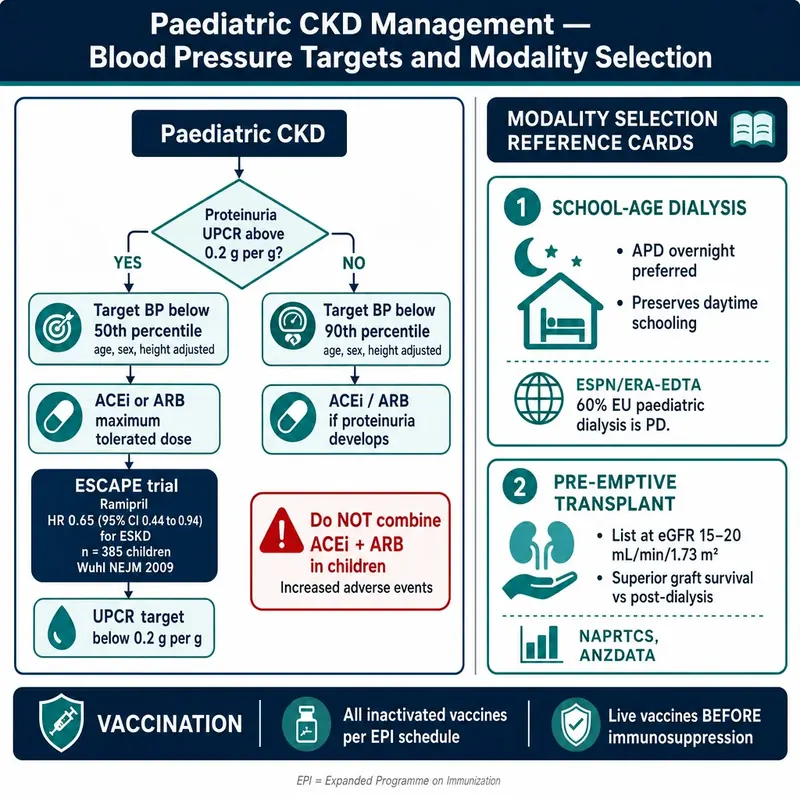 Paediatric CKD Management —
Blood Pressure Targets and Modality Selection
Paediatric CKD
Proteinuria
UPCR above
0.2 g per g?
YES
NO
Target BP below
50th percentile
age, sex, height adjusted
Target BP below
90th percentile
age, sex, height adjusted
ACEi or ARB
maximum
tolerated dose
ACEi / ARB
if proteinuria
develops
ESCAPE trial
Ramipril
HR 0.65 (95% CI 0.44 to 0.94)
for ESKD
n = 385 children
Wuhl NEJM 2009
Do NOT combine
ACEi + ARB
in children
Increased adverse events
UPCR target
below 0.2 g per g
MODALITY SELECTION
REFERENCE CARDS
1 SCHOOL-AGE DIALYSIS
• APD overnight
preferred
• Preserves daytime
schooling
ESPN/ERA-EDTA
60% EU paediatric
dialysis is PD.
2 PRE-EMPTIVE
TRANSPLANT
• List at eGFR 15–20
mL/min/1.73 m²
• Superior graft survival
vs post-dialysis
NAPRTCS,
ANZDATA
VACCINATION
All inactivated vaccines
per EPI schedule
Live vaccines BEFORE
immunosuppression
EPI = Expanded Programme on Immunization